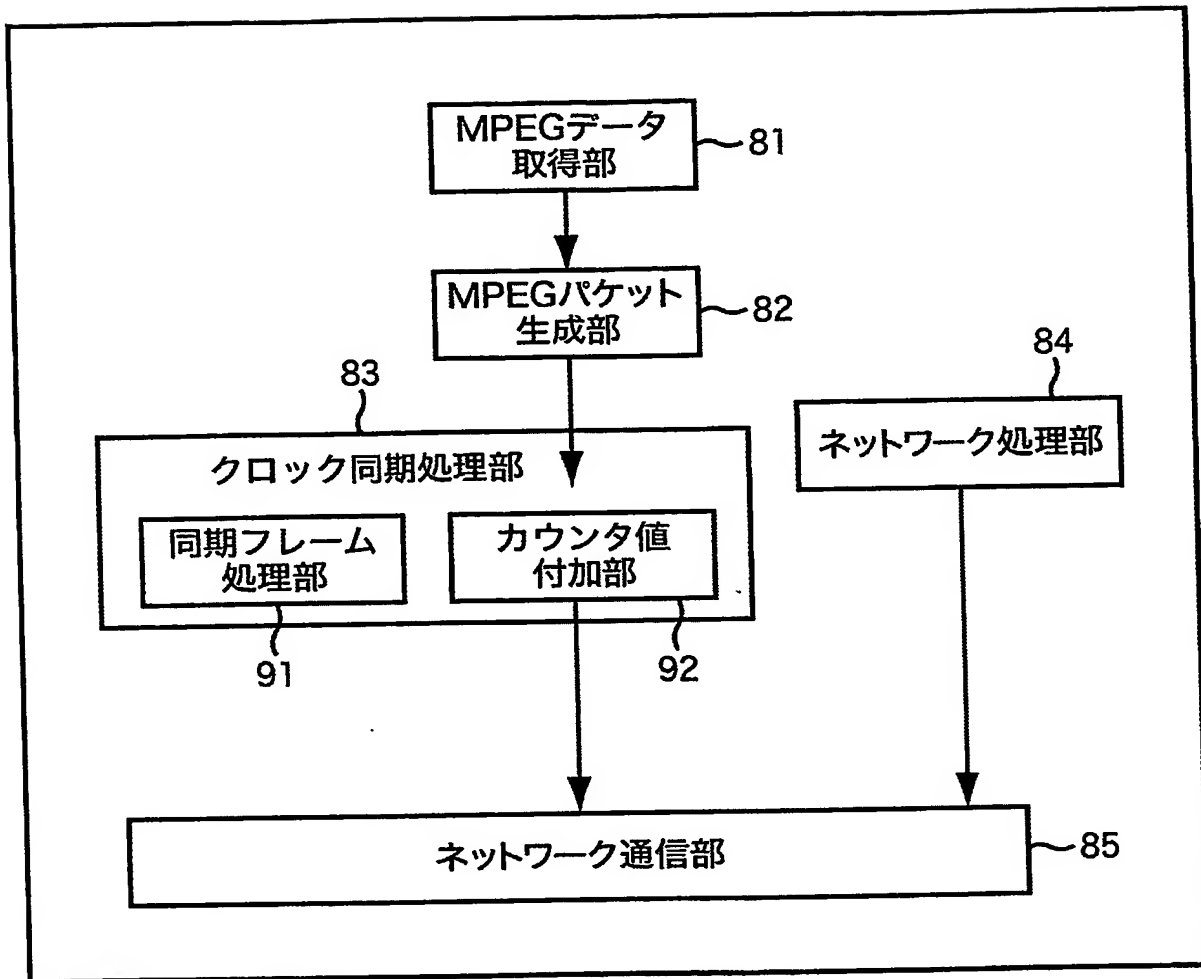 MPEGデータ
取得部
81
MPEGパケット
生成部
82
83
84
クロック同期処理部
ネットワーク処理部
同期フレーム
処理部
カウンタ値
付加部
91
92
ネットワーク通信部
85